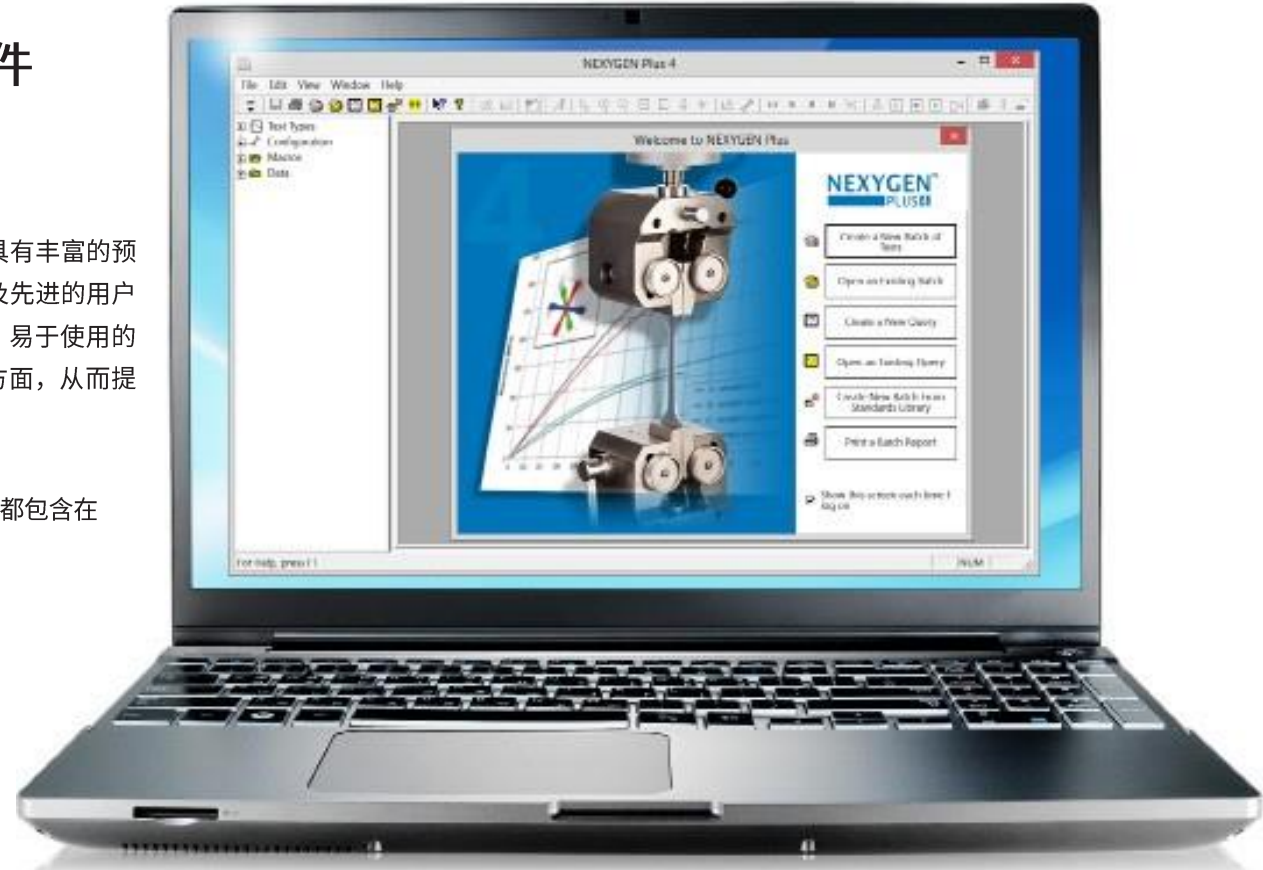 件
具有丰富的预
及先进的用户
易于使用的
方面，从而提
都包含在
NEXYGEN Plus 4
File Edit View Window Help
Test Types
Configuration
Macros
Data
Welcome to NEXYGEN Plus
NEXYGEN™
PLUS 4
Create a New Batch of
Tests
Open an Existing Batch
Create a New Query
Open an Existing Query
Create New Batch From
Standards Library
Print a Batch Report
Show this screen each time I
log on
For help, press F1
NUM